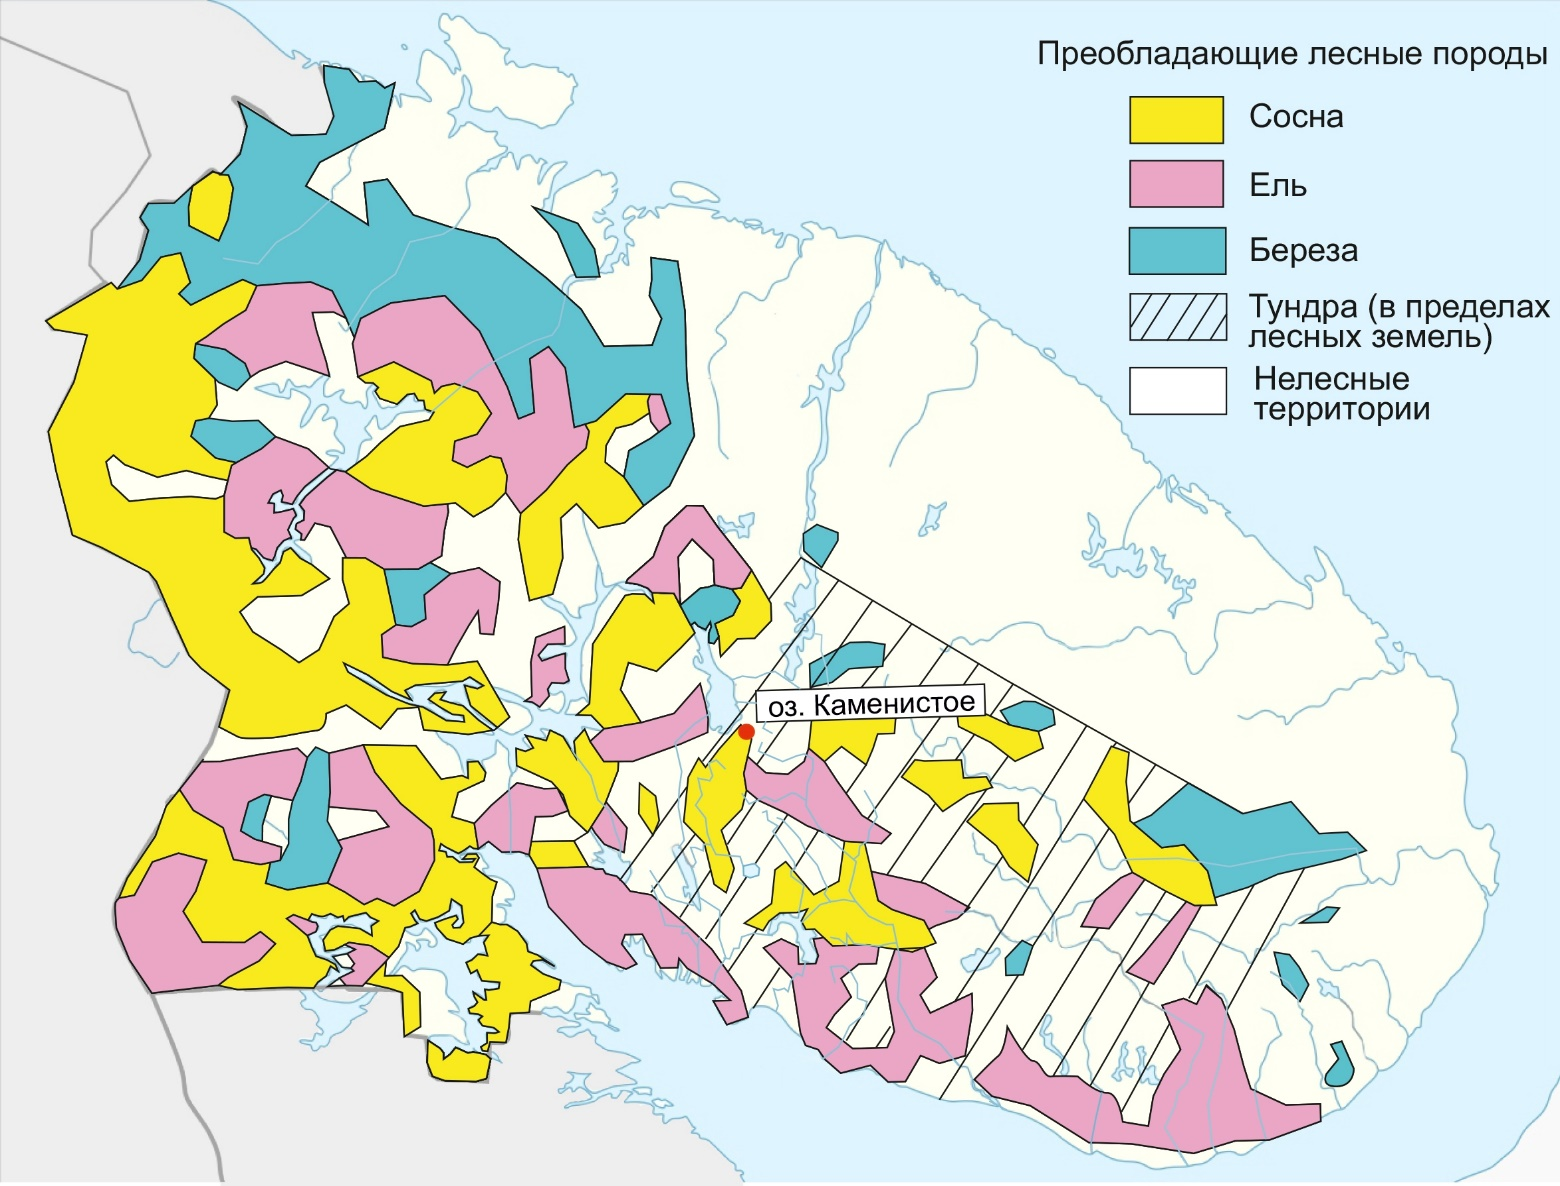 Преобладающие лесные породы
Сосна
Ель
Береза
Тундра (в пределах
лесных земель)
Нелесные
территории
оз. Каменистое